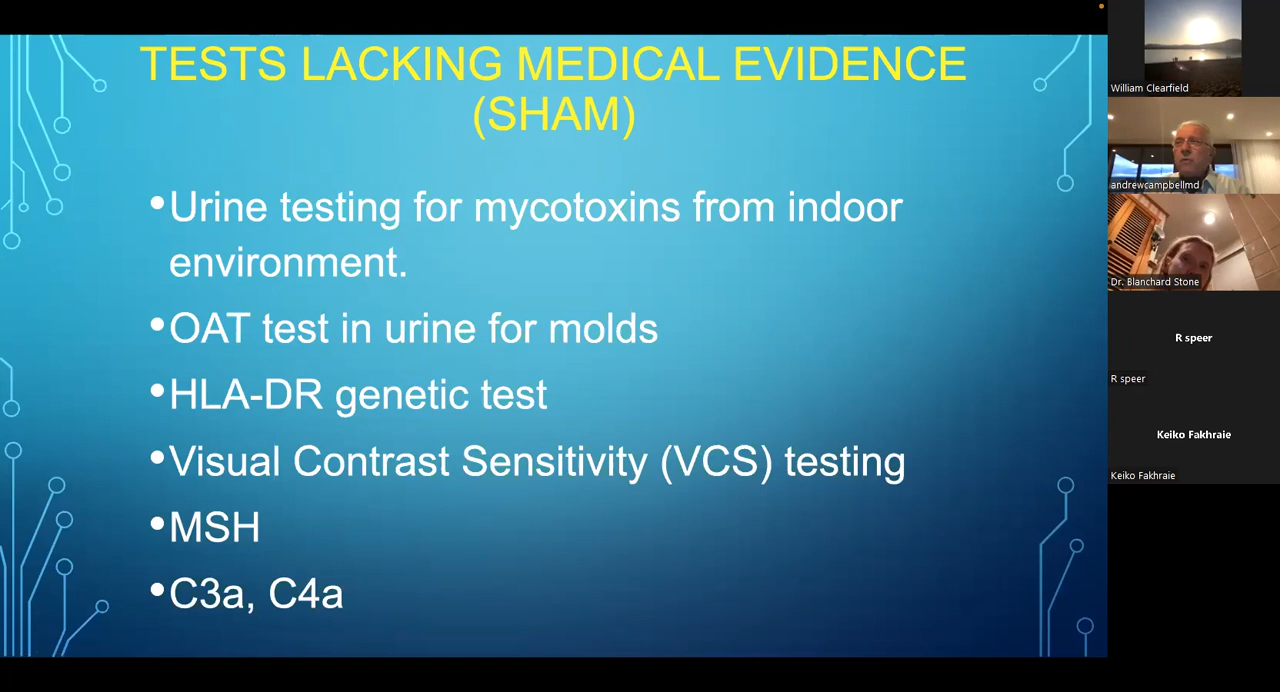 TESTS LACKING MEDICAL EVIDENCE
(SHAM)
•Urine testing for mycotoxins from indoor
environment.
•OAT test in urine for molds
•HLA-DR genetic test
•Visual Contrast Sensitivity (VCS) testing
•MSH
•C3a, C4a
William Clearfield
andrewcampbellmd
Dr. Blanchard Stone
R speer
R speer
Keiko Fakhraie
Keiko Fakhraie